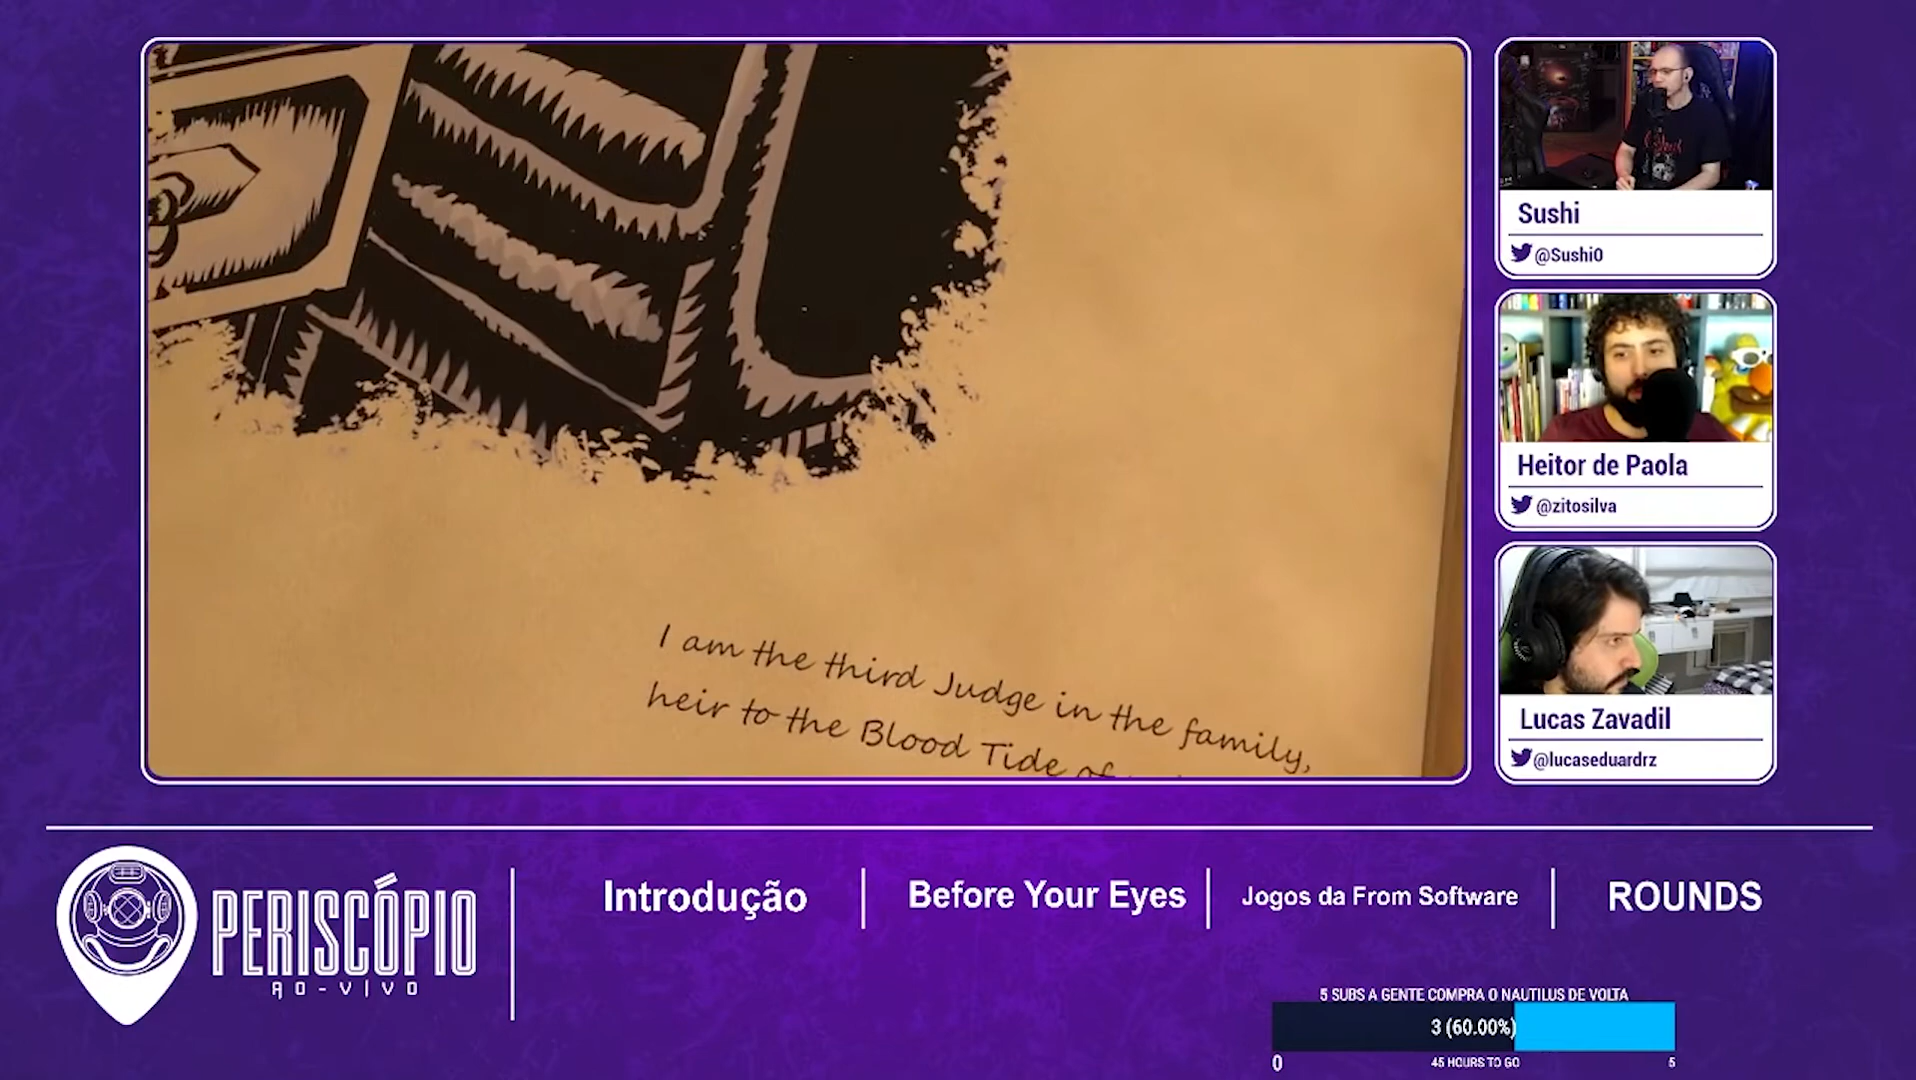 I am the third Judge in the family,
heir to the Blood Tide of
Sushi
@Sushi0
Heitor de Paola
@zitosilva
Lucas Zavadil
@lucaseduardrz
PERISCÓPIO
AO-VIVO
Introdução
Before Your Eyes
Jogos da From Software
ROUNDS
5 SUBS A GENTE COMPRA O NAUTILUS DE VOLTA
3 (60.00%)
0
45 HOURS TO GO
5